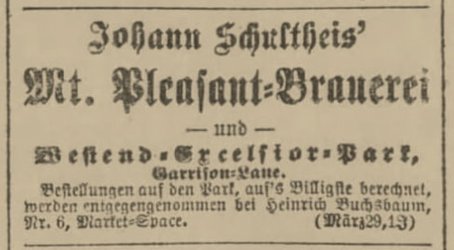 Johann Schultheis'
Mt. Pleasant-Brauerei
— und —
Westend-Excelsior-Park,
Garrison-Lane.
Bestellungen auf den Park, auf's Billigste berechnet,
werden entgegengenommen bei Heinrich Buchsbaum,
Nr. 6, Market-Space. (März29,1J)